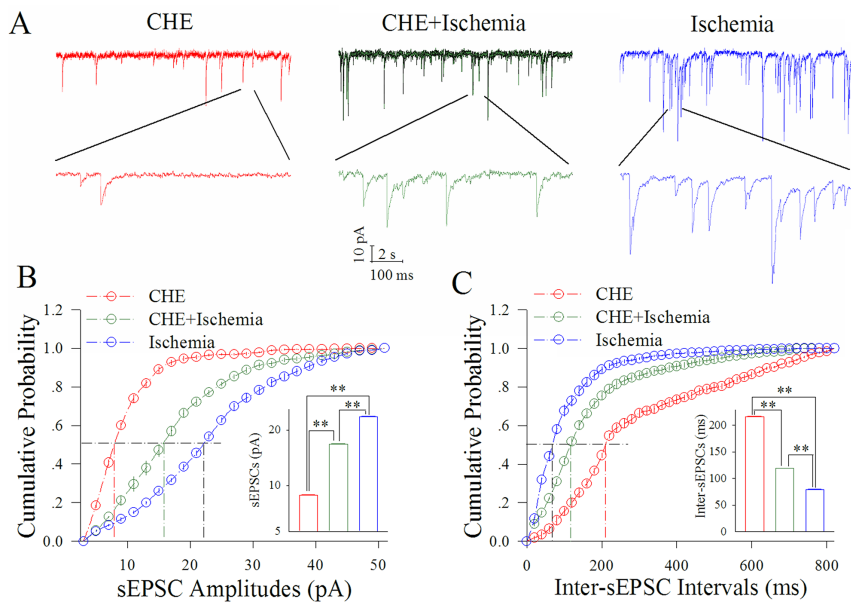 A
CHE
CHE+Ischemia
Ischemia
10 pA
2 s
100 ms
B
CHE
CHE+Ischemia
Ischemia
Cumulative Probability
1.2
1.0
.8
.6
.4
.2
0
10
20
30
40
50
sEPSC Amplitudes (pA)
sEPSCs (pA)
20
10
5
**
**
**
C
CHE
CHE+Ischemia
Ischemia
Cumulative Probability
1.2
1.0
.8
.6
.4
.2
0
0
200
400
600
800
Inter-sEPSC Intervals (ms)
Inter-sEPSCs (ms)
200
150
100
50
0
**
**
**